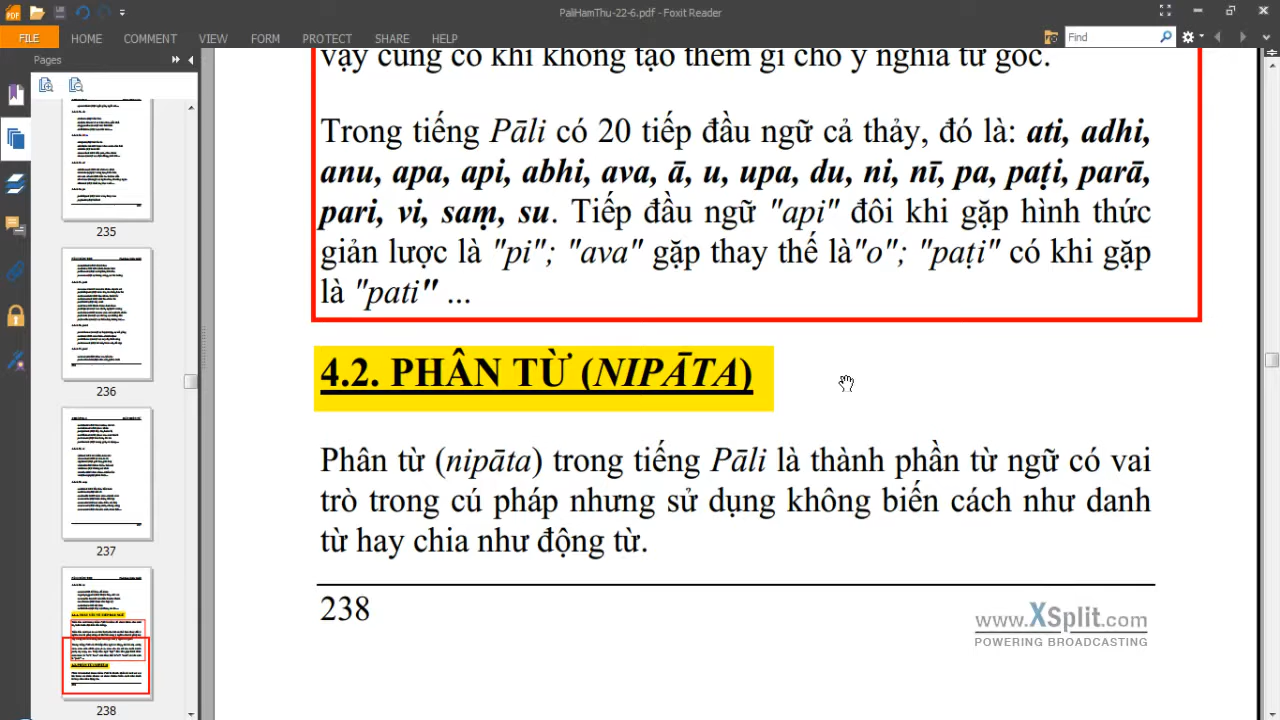 PaliHamThu-22-6.pdf - Foxit Reader
FILE HOME COMMENT VIEW FORM PROTECT SHARE HELP
Find
Pages
235
236
237
238
vậy cũng có khi không tạo thêm gì cho ý nghĩa từ gốc.
Trong tiếng Pāli có 20 tiếp đầu ngữ cả thảy, đó là: ati, adhi,
anu, apa, api, abhi, ava, ā, u, upa, du, ni, nī, pa, paṭi, parā,
pari, vi, saṃ, su. Tiếp đầu ngữ "api" đôi khi gặp hình thức
giản lược là "pi"; "ava" gặp thay thế là"o"; "paṭi" có khi gặp
là "pati" ...
4.2. PHÂN TỪ (NIPĀTA)
Phân từ (nipāta) trong tiếng Pāli là thành phần từ ngữ có vai
trò trong cú pháp nhưng sử dụng không biến cách như danh
từ hay chia như động từ.
238
www.XSplit.com
POWERING BROADCASTING